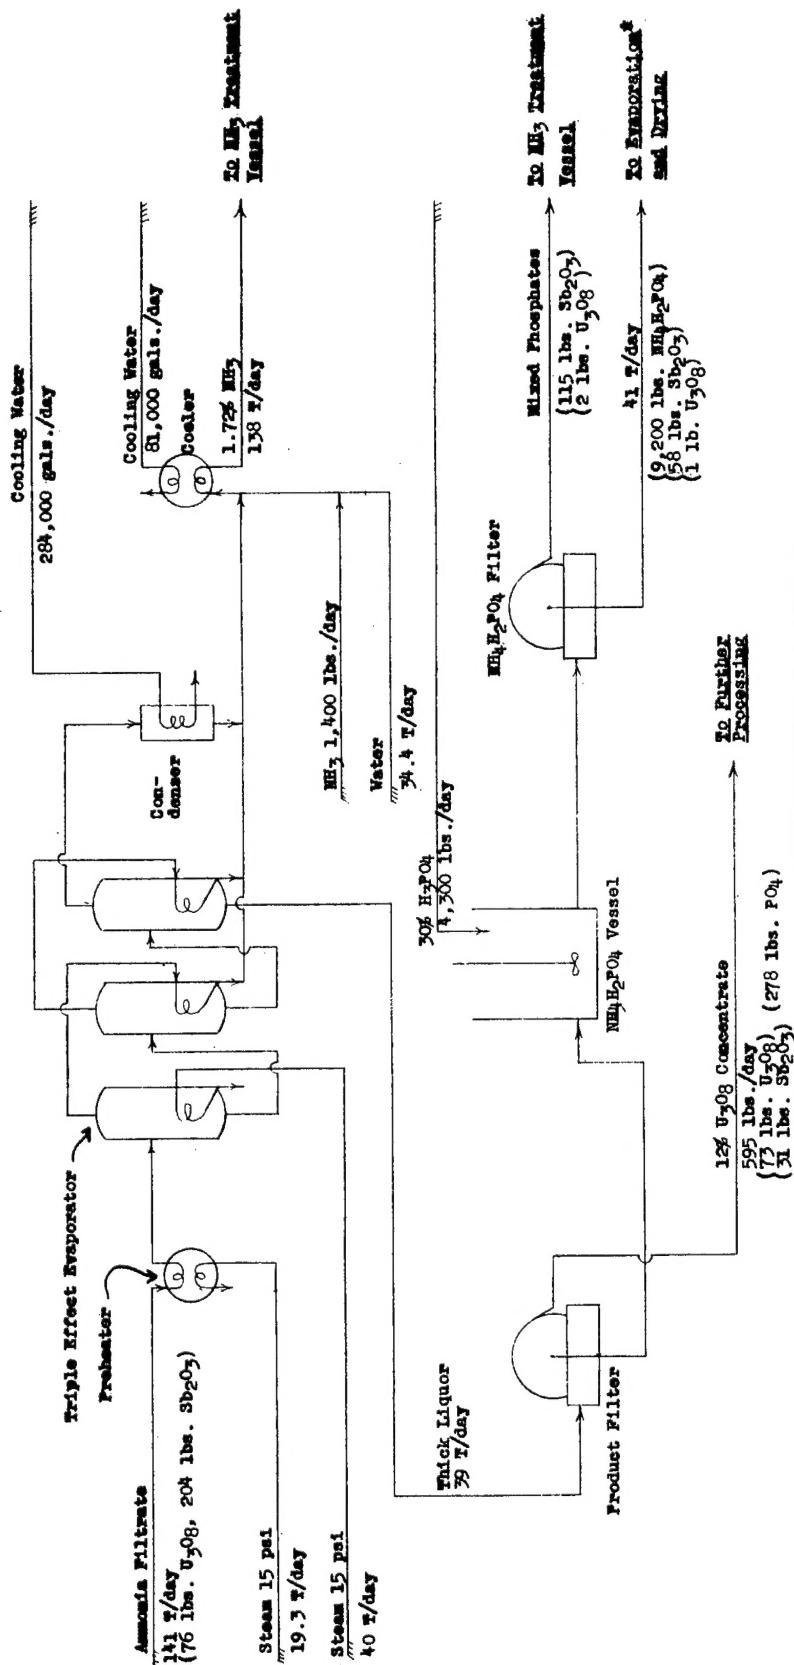 Ammonia Filtrate
141 T/day
(76 lbs. U3O8, 204 lbs. Sb2O3)
Steam 15 psi
19.3 T/day
Steam 15 psi
40 T/day
Triple Effect Evaporator
Preheater
Con-
denser
Cooling Water
284,000 gals./day
Cooling Water
81,000 gals./day
Cooler
1.72% NH3
138 T/day
To NH3 Treatment
Vessel
NH3 1,400 lbs./day
Water
34.4 T/day
Thick Liquor
39 T/day
Product Filter
30% H3PO4
4,300 lbs./day
NH4H2PO4 Vessel
NH4H2PO4 Filter
Mixed Phosphates
(115 lbs. Sb2O3)
(2 lbs. U3O8)
To NH3 Treatment
Vessel
41 T/day
(9,200 lbs. NH4H2PO4)
(58 lbs. Sb2O3)
(1 lb. U3O8)
To Evaporation*
and Drying
12% U3O8 Concentrate
595 lbs./day
(73 lbs. U3O8) (278 lbs. PO4)
(31 lbs. Sb2O3)
To Further
Processing